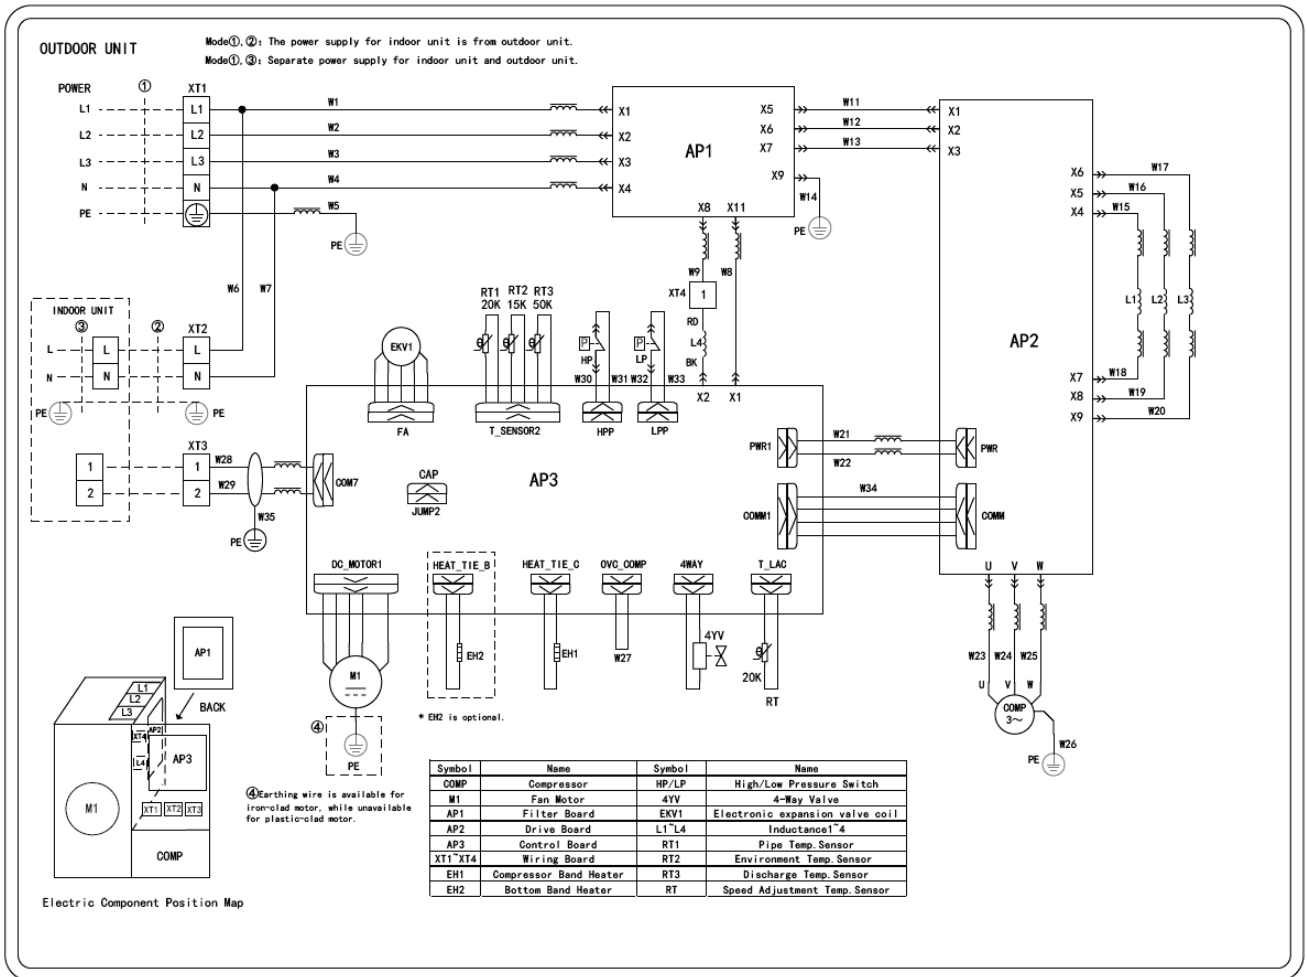 OUTDOOR UNIT
Mode①,②: The power supply for indoor unit is from outdoor unit.
Mode①,③: Separate power supply for indoor unit and outdoor unit.
POWER ① XT1
L1 L1 W1 X1 X5 W11 X1
L2 L2 W2 X2 X6 W12 X2
L3 L3 W3 X3 X7 W13 X3
AP1
N N W4 X4 X9 W14
PE W5 PE PE
X8 X11
X6 W17
X5 W16
X4 W15
W6 W7
W9 W8
XT4 1
RD
L4
BK
X2 X1
L1 L2 L3
AP2
X7 W18
X8 W19
X9 W20
INDOOR UNIT
③ ② XT2
L L L
N N N
PE PE
XT3
1 1 W28
2 2 W29
COM7
W35
PE
EKV1
FA
RT1 RT2 RT3
20K 15K 50K
T_SENSOR2
P HP
W30 W31
HPP
P LP
W32 W33
LPP
CAP
JUMP2
AP3
PWR1 W21 PWR
W22
COMM1 W34 COMM
DC_MOTOR1 HEAT_TIE_B HEAT_TIE_C OVC_COMP 4WAY T_LAC
U V W
M1
EH2
EH1
W27
4YV
20K
RT
W23 W24 W25
U V W
COMP
3~
W26
PE
④
PE
* EH2 is optional.
AP1
BACK
L1
L2
L3
XT4 AP2
L4
AP3
M1
XT1 XT2 XT3
COMP
Electric Component Position Map
④Earthing wire is available for
iron-clad motor, while unavailable
for plastic-clad motor.
Symbol Name Symbol Name
COMP Compressor HP/LP High/Low Pressure Switch
M1 Fan Motor 4YV 4-Way Valve
AP1 Filter Board EKV1 Electronic expansion valve coil
AP2 Drive Board L1~L4 Inductance1~4
AP3 Control Board RT1 Pipe Temp.Sensor
XT1~XT4 Wiring Board RT2 Environment Temp.Sensor
EH1 Compressor Band Heater RT3 Discharge Temp.Sensor
EH2 Bottom Band Heater RT Speed Adjustment Temp.Sensor